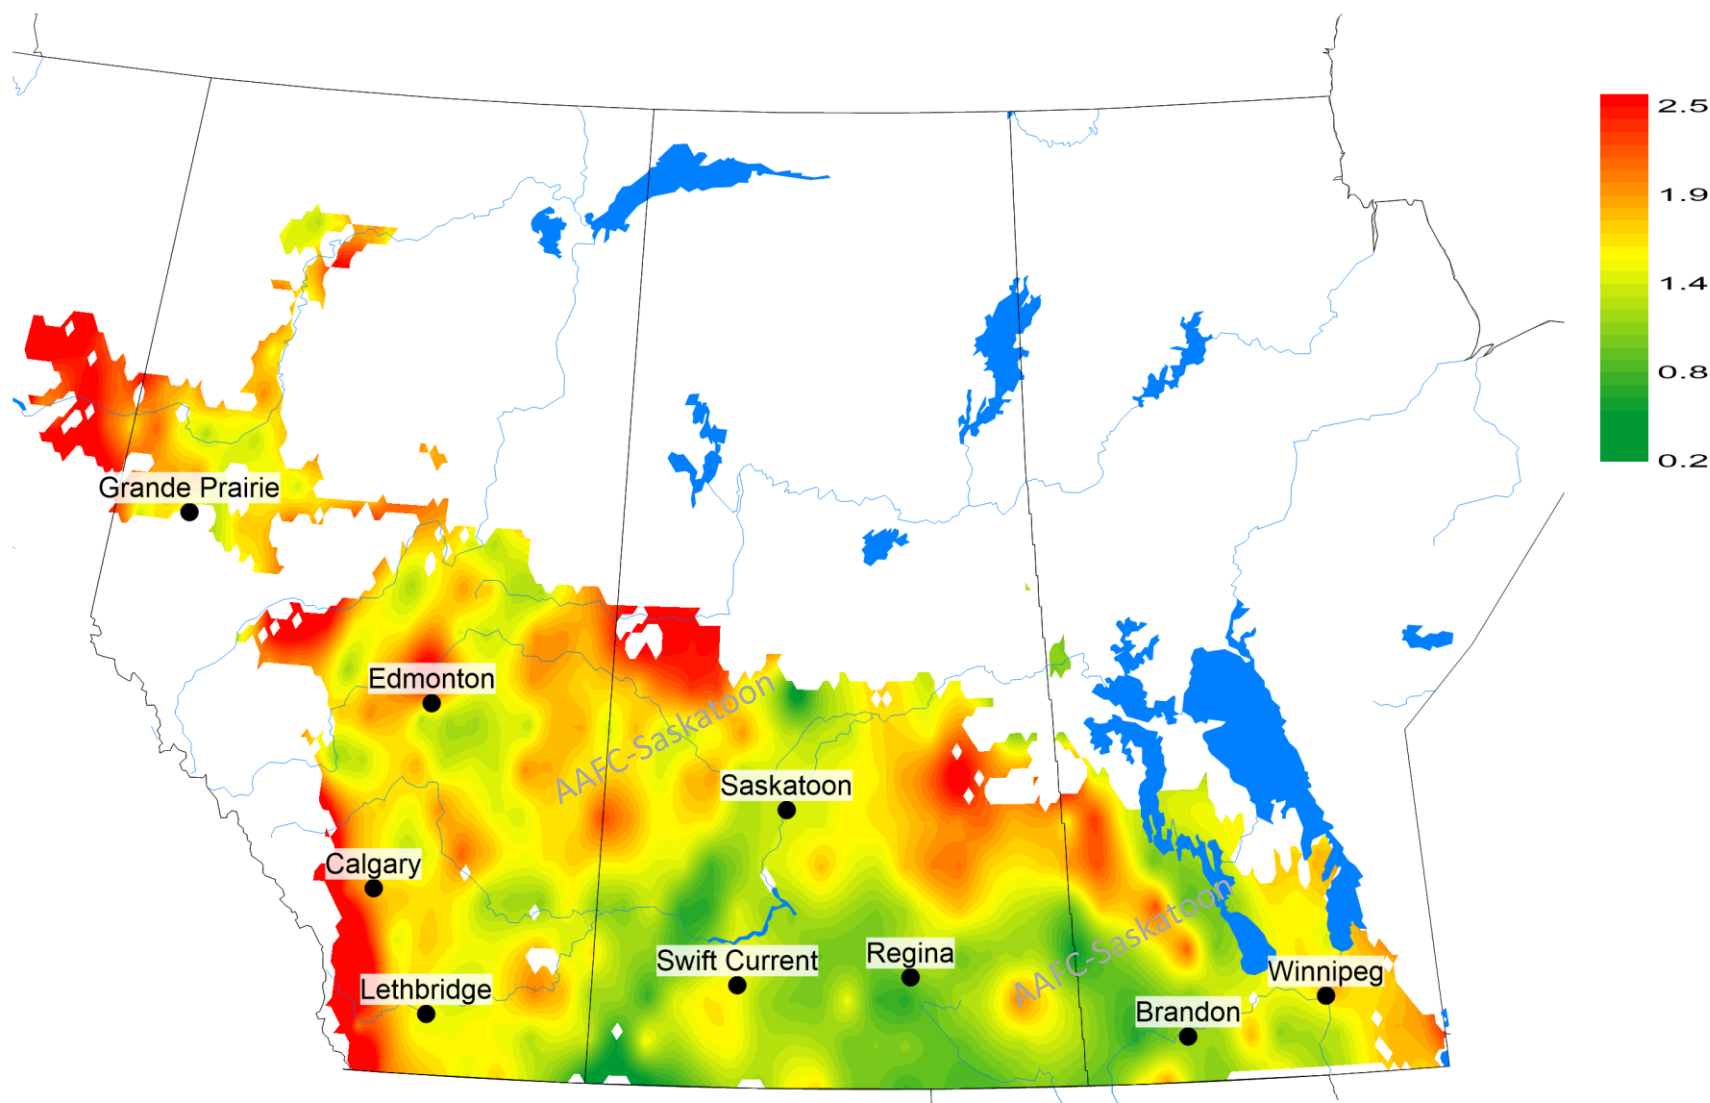 2.5
1.9
1.4
0.8
0.2
Grande Prairie
Edmonton
AAFC-Saskatoon
Saskatoon
Calgary
AAFC-Saskatoon
Regina
Swift Current
Winnipeg
Lethbridge
Brandon